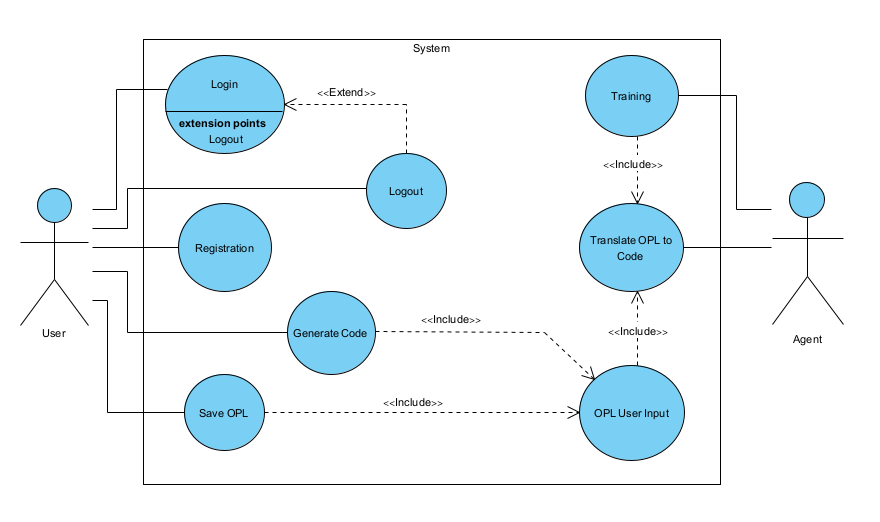 System
Login
extension points
Logout
<<Extend>>
Training
<<Include>>
Logout
Registration
Translate OPL to
Code
User
Agent
Generate Code
<<Include>>
<<Include>>
Save OPL
<<Include>>
OPL User Input